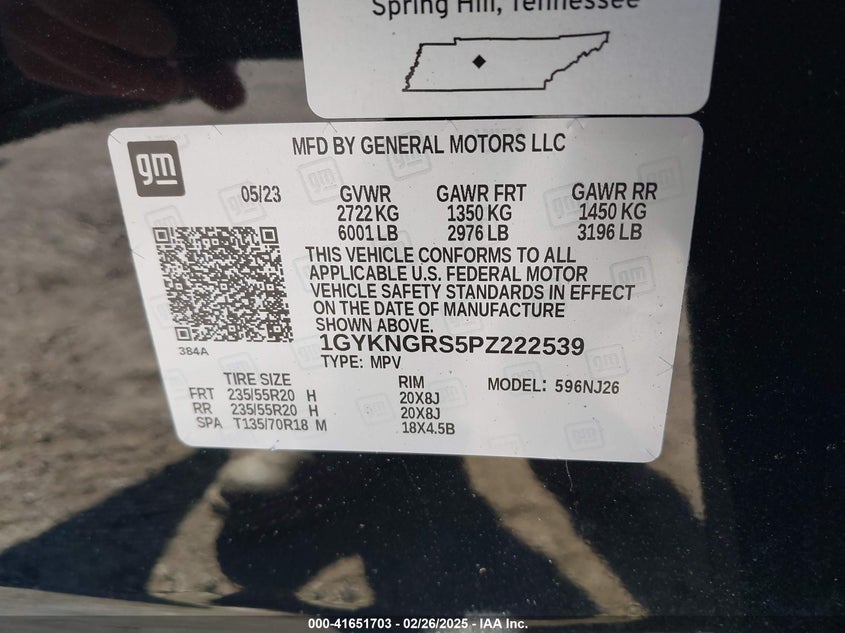 Spring Hill, Tennessee
gm
MFD BY GENERAL MOTORS LLC
05/23 GVWR GAWR FRT GAWR RR
2722 KG 1350 KG 1450 KG
6001 LB 2976 LB 3196 LB
THIS VEHICLE CONFORMS TO ALL
APPLICABLE U.S. FEDERAL MOTOR
VEHICLE SAFETY STANDARDS IN EFFECT
ON THE DATE OF MANUFACTURE
SHOWN ABOVE.
384A
1GYKNGRS5PZ222539
TYPE: MPV
TIRE SIZE RIM MODEL: 596NJ26
FRT 235/55R20 H 20X8J
RR 235/55R20 H 20X8J
SPA T135/70R18 M 18X4.5B
000-41651703 - 02/26/2025 - IAA Inc.